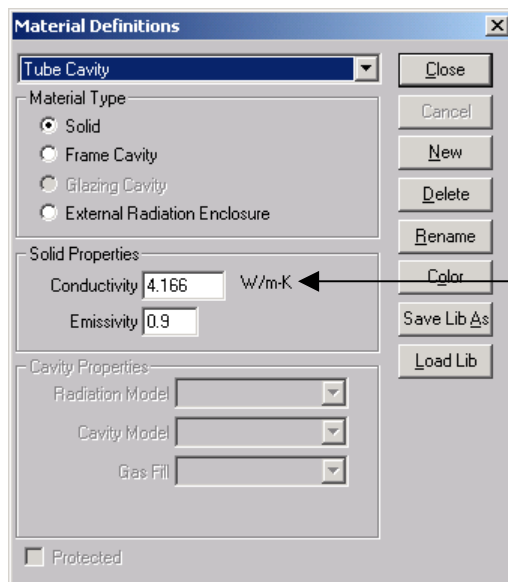 Material Definitions
Tube Cavity
Close
Material Type
Cancel
Solid
Frame Cavity
New
Glazing Cavity
Delete
External Radiation Enclosure
Rename
Solid Properties
Conductivity 4.166 W/m-K
Color
Emissivity 0.9
Save Lib As
Cavity Properties
Load Lib
Radiation Model
Cavity Model
Gas Fill
Protected